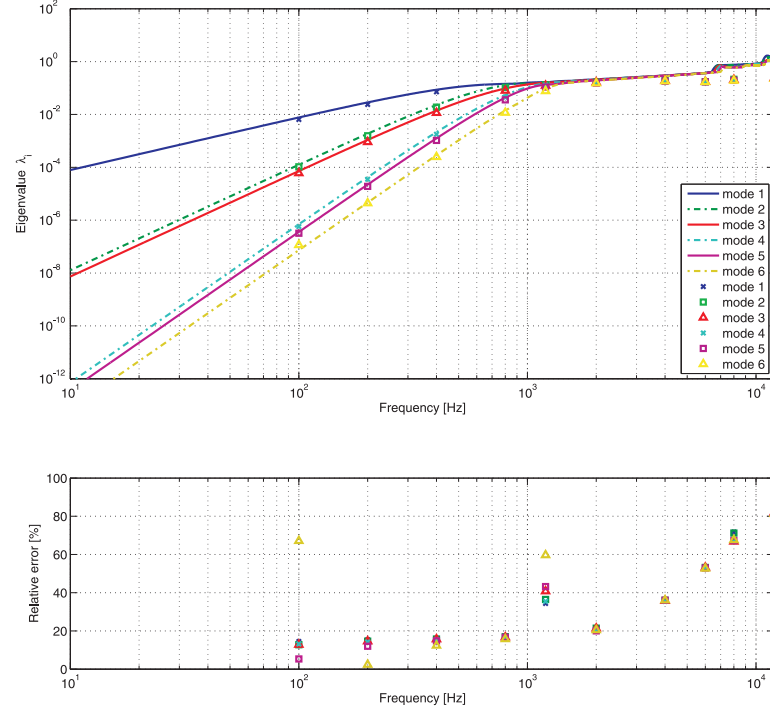 10^2
10^0
10^-2
10^-4
10^-6
10^-8
10^-10
10^-12
Eigenvalue λ_i
10^1
10^2
10^3
10^4
Frequency [Hz]
mode 1
mode 2
mode 3
mode 4
mode 5
mode 6
mode 1
mode 2
mode 3
mode 4
mode 5
mode 6
100
80
60
40
20
0
Relative error [%]
10^1
10^2
10^3
10^4
Frequency [Hz]